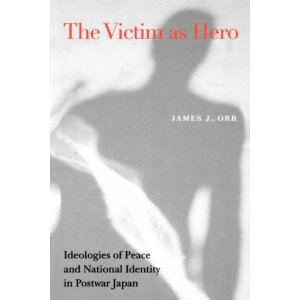 The Victim as Hero
JAMES J. ORR
Ideologies of Peace
and National Identity
in Postwar Japan